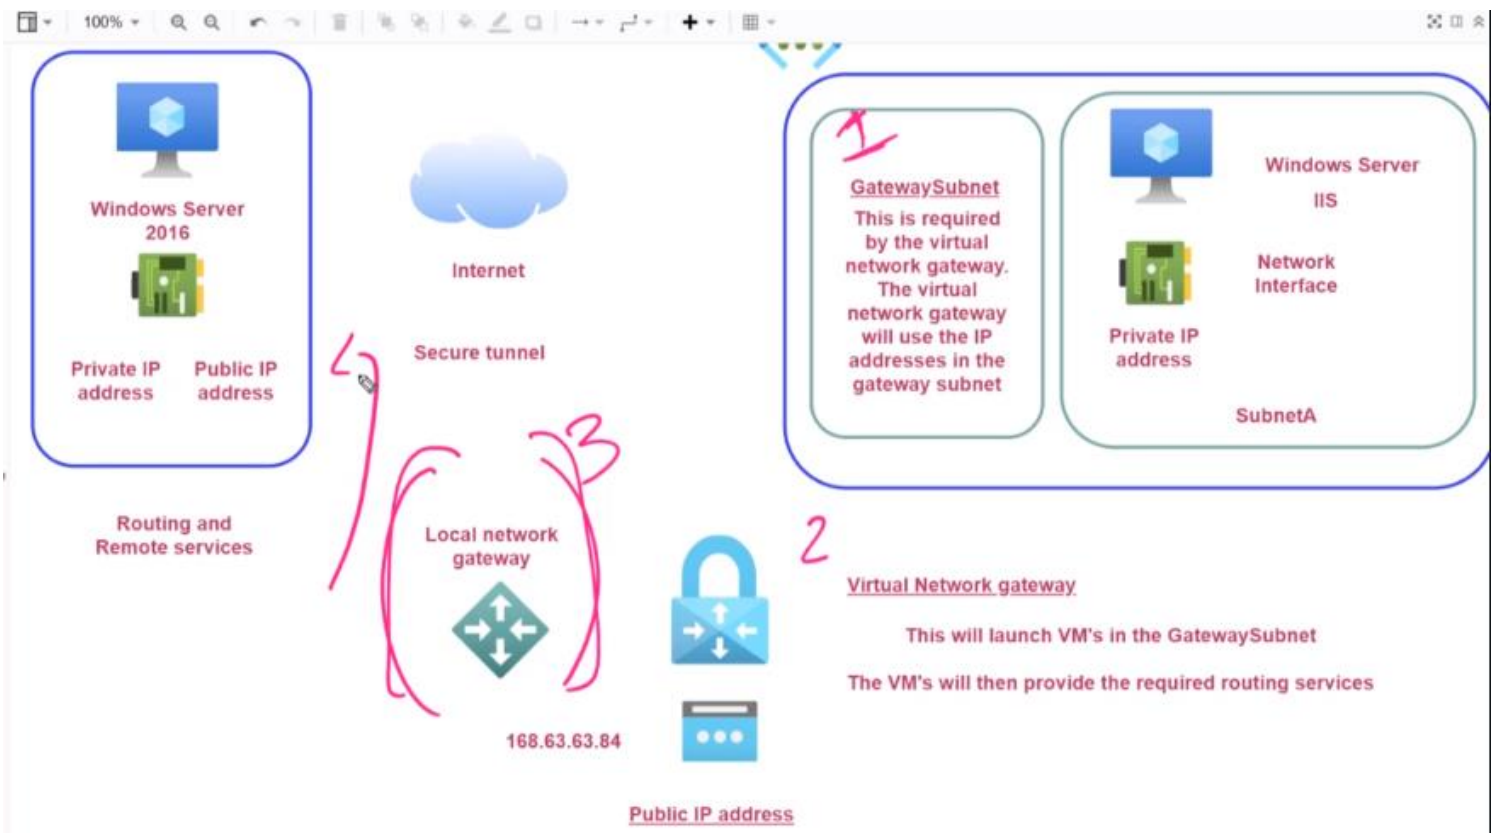 100%
Windows Server
2016
Private IP
address
Public IP
address
Routing and
Remote services
Internet
Secure tunnel
3
Local network
gateway
168.63.63.84
Public IP address
1
GatewaySubnet
This is required
by the virtual
network gateway.
The virtual
network gateway
will use the IP
addresses in the
gateway subnet
Windows Server
IIS
Network
Interface
Private IP
address
SubnetA
2
Virtual Network gateway
This will launch VM's in the GatewaySubnet
The VM's will then provide the required routing services